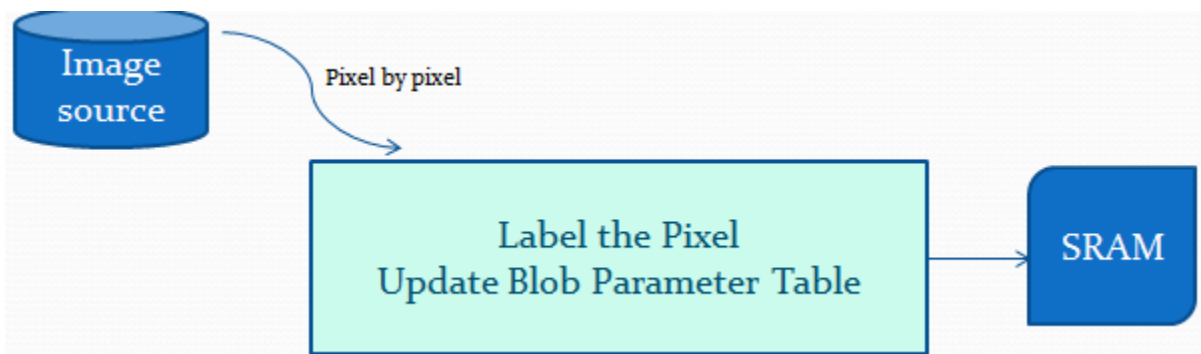 Image
source
Pixel by pixel
Label the Pixel
Update Blob Parameter Table
SRAM